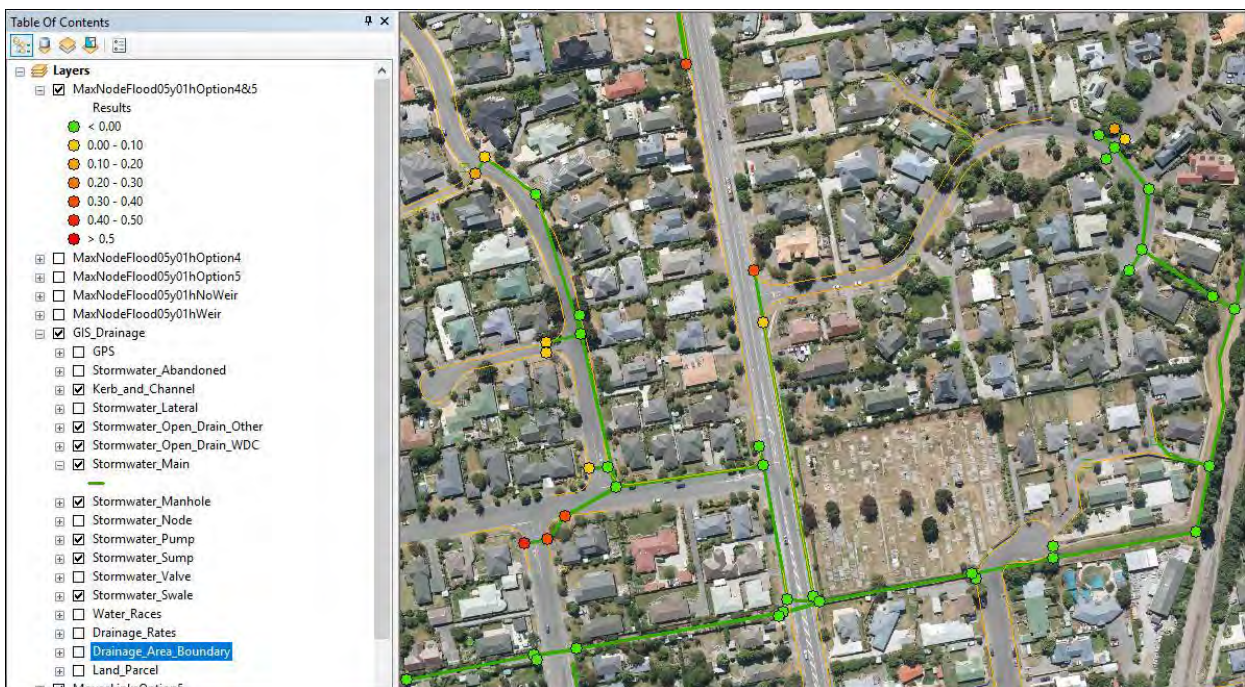 Table Of Contents
Layers
MaxNodeFlood05y01hOption4&5
Results
< 0.00
0.00 - 0.10
0.10 - 0.20
0.20 - 0.30
0.30 - 0.40
0.40 - 0.50
> 0.5
MaxNodeFlood05y01hOption4
MaxNodeFlood05y01hOption5
MaxNodeFlood05y01hNoWeir
MaxNodeFlood05y01hWeir
GIS_Drainage
GPS
Stormwater_Abandoned
Kerb_and_Channel
Stormwater_Lateral
Stormwater_Open_Drain_Other
Stormwater_Open_Drain_WDC
Stormwater_Main
Stormwater_Manhole
Stormwater_Node
Stormwater_Pump
Stormwater_Sump
Stormwater_Valve
Stormwater_Swale
Water_Races
Drainage_Rates
Drainage_Area_Boundary
Land_Parcel